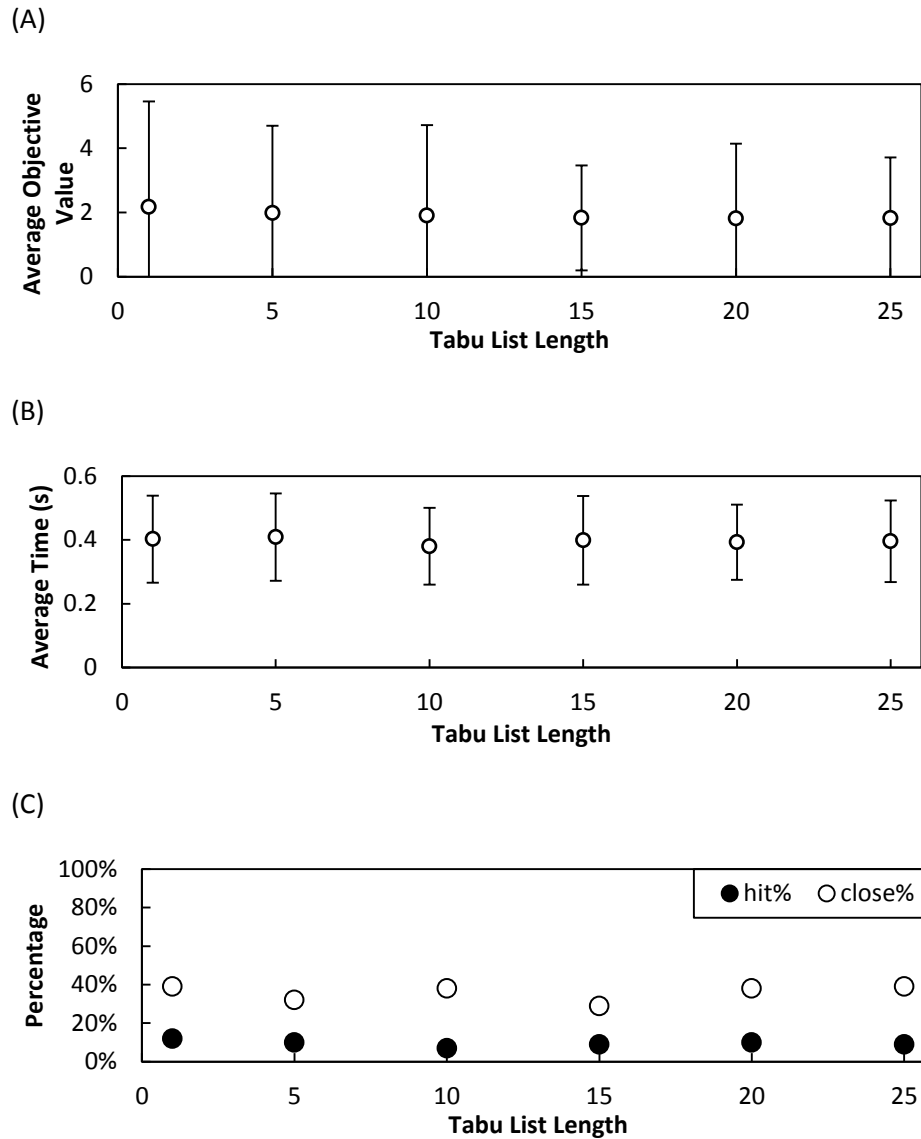 (A)
Average Objective
Value
6
4
2
0
0 5 10 15 20 25
Tabu List Length
(B)
Average Time (s)
0.6
0.4
0.2
0
0 5 10 15 20 25
Tabu List Length
(C)
Percentage
100%
80%
60%
40%
20%
0%
hit% close%
0 5 10 15 20 25
Tabu List Length